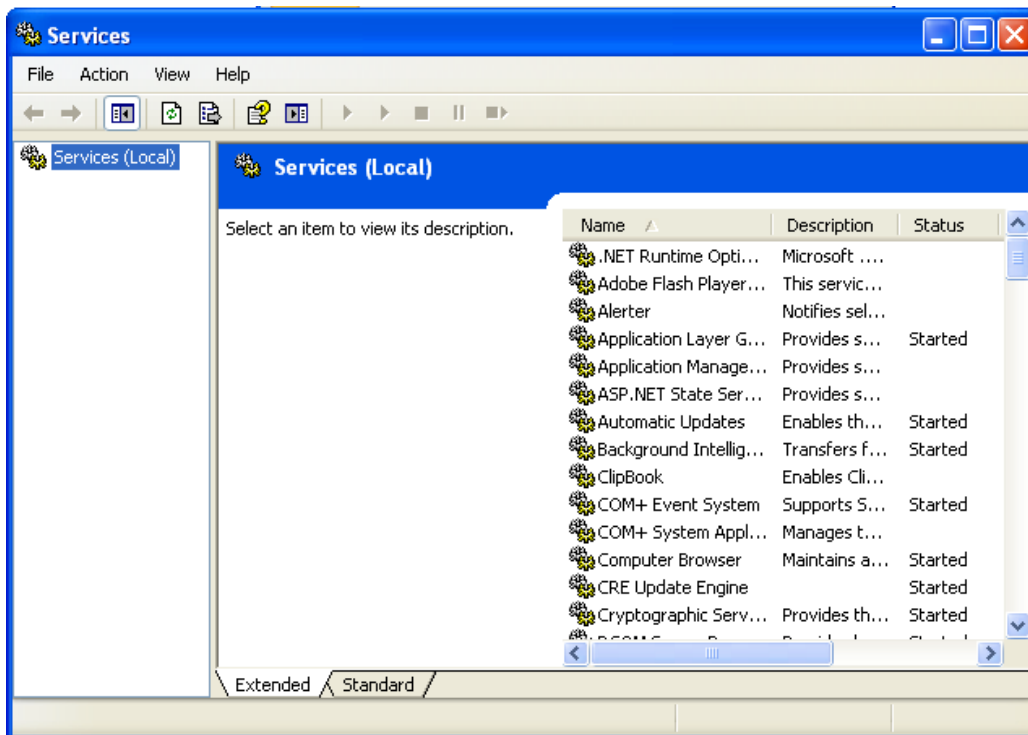 Services
File Action View Help
Services (Local)
Services (Local)
Select an item to view its description.
Name Description Status
.NET Runtime Opti... Microsoft ....
Adobe Flash Player... This servic...
Alerter Notifies sel...
Application Layer G... Provides s... Started
Application Manage... Provides s...
ASP.NET State Ser... Provides s...
Automatic Updates Enables th... Started
Background Intellig... Transfers f... Started
ClipBook Enables Cli...
COM+ Event System Supports S... Started
COM+ System Appl... Manages t...
Computer Browser Maintains a... Started
CRE Update Engine Started
Cryptographic Serv... Provides th... Started
Extended Standard